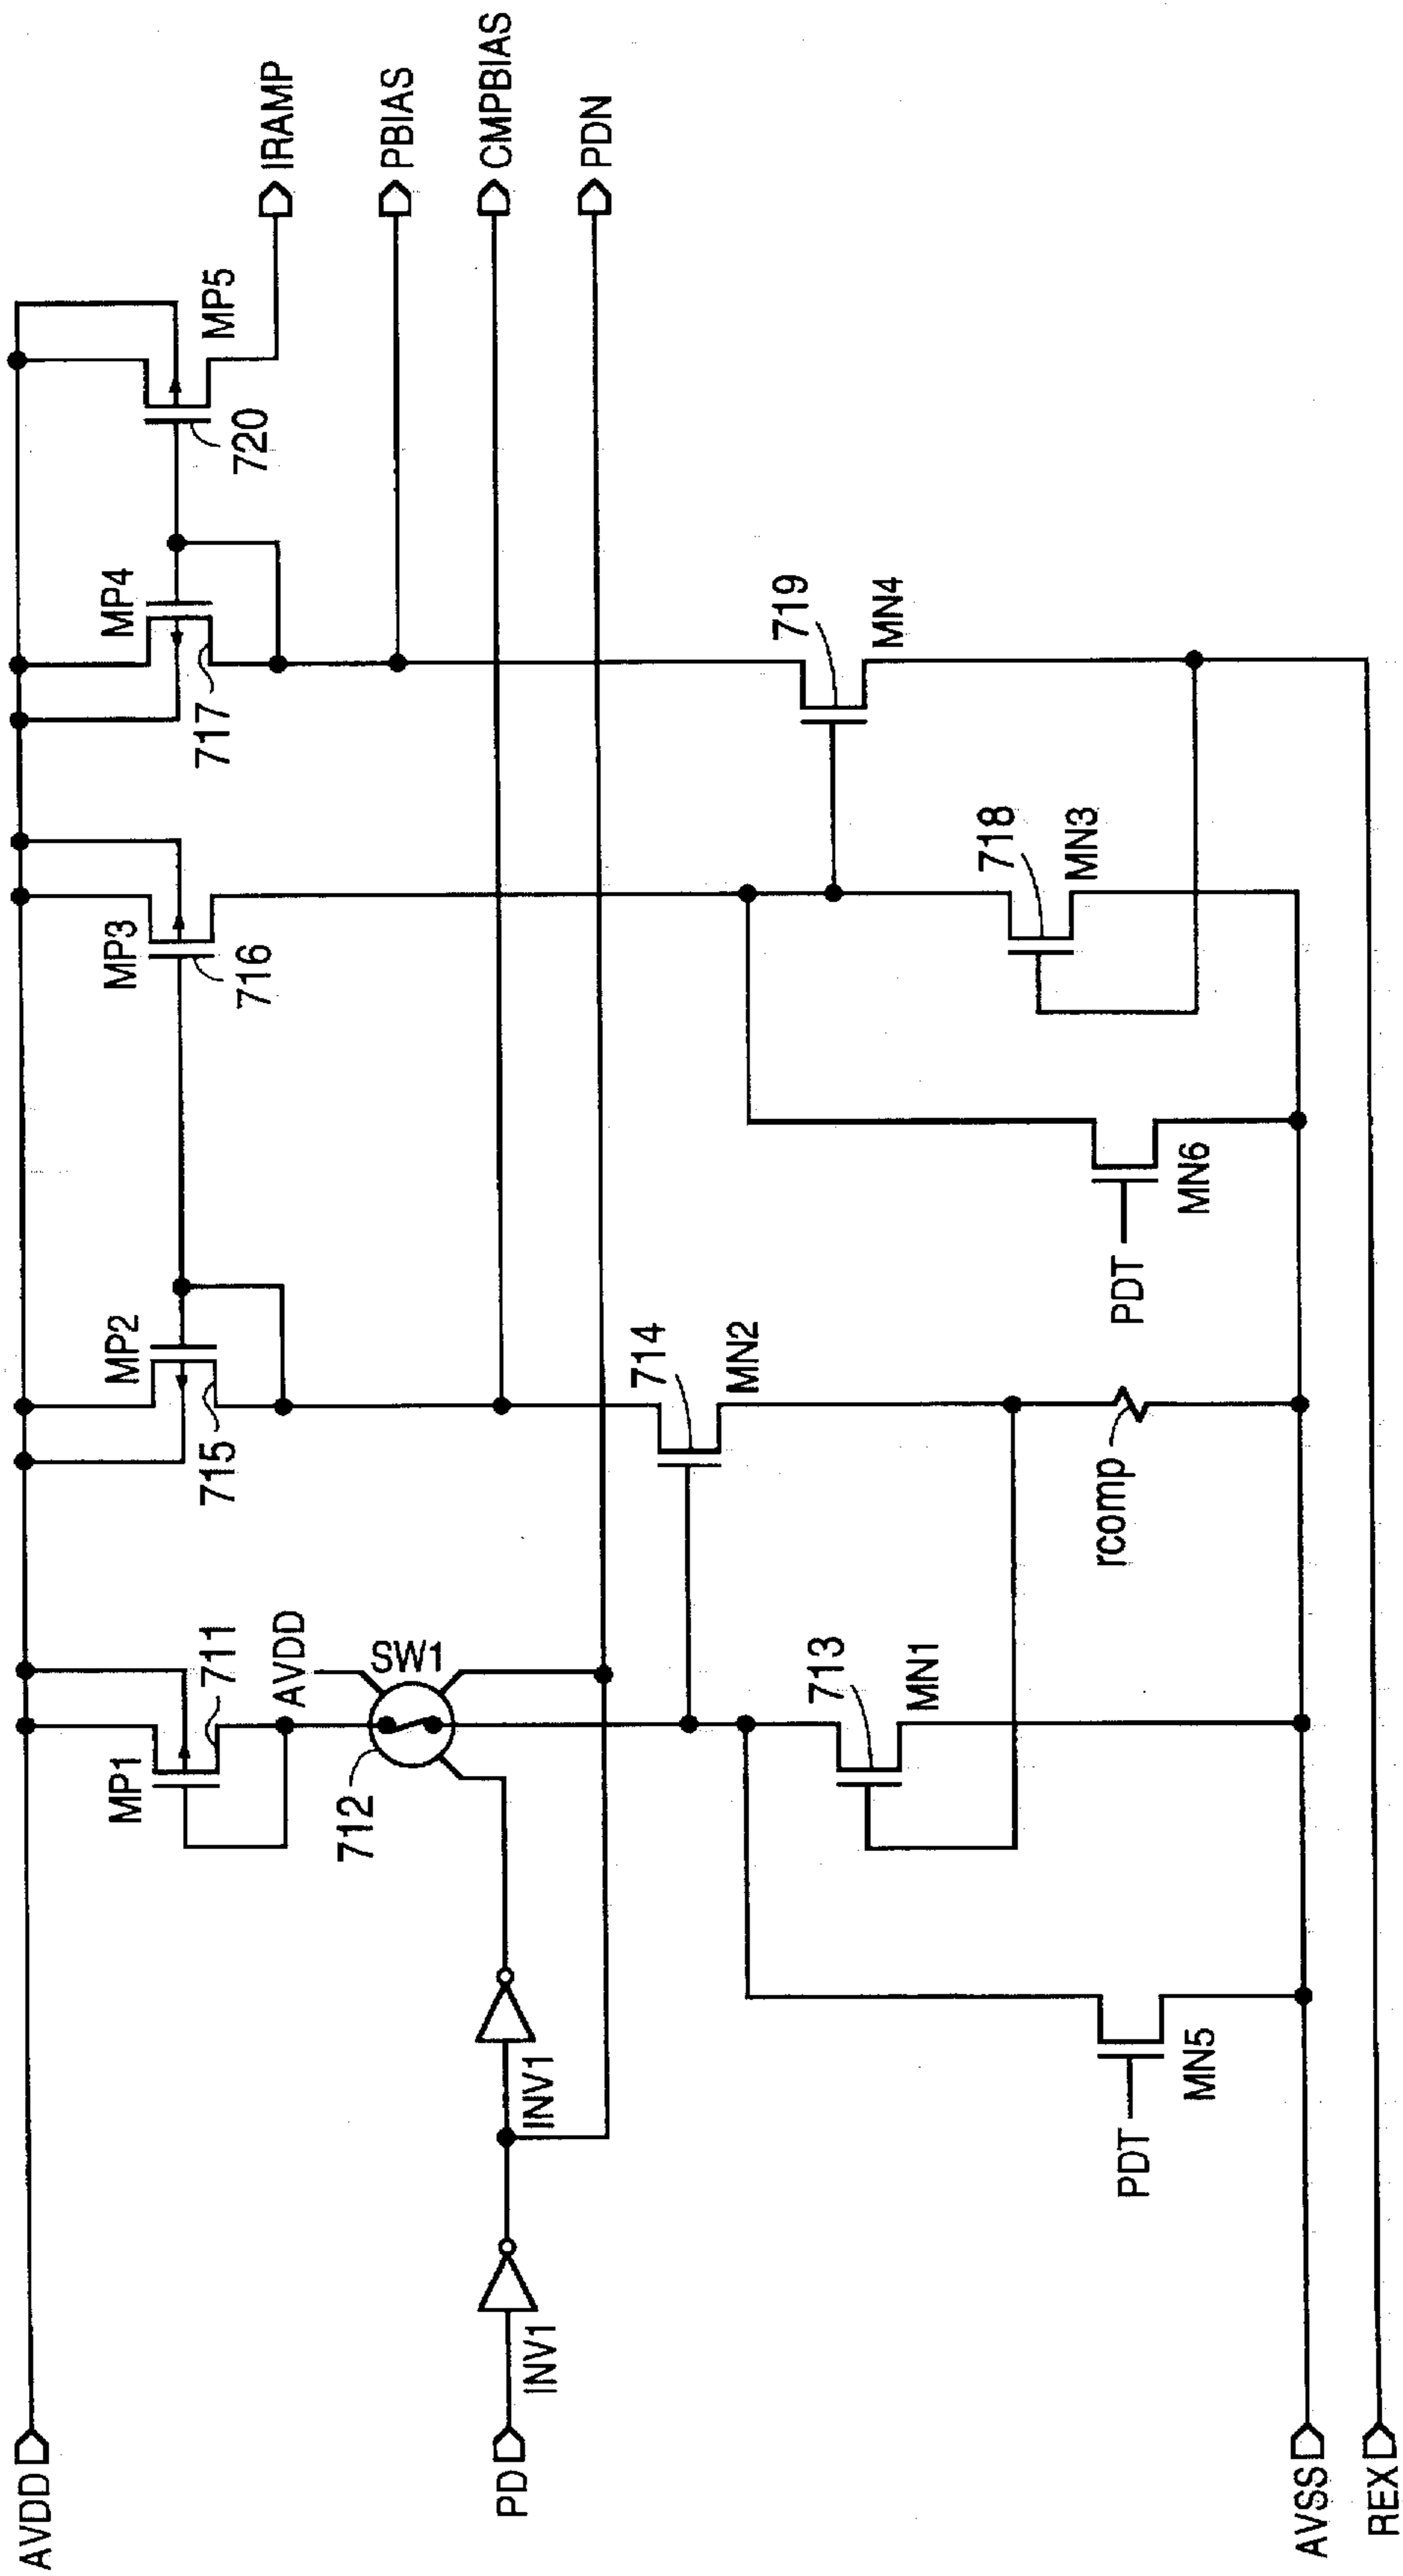 AVDD
MP1
711
MP2
715
MP3
716
MP4
717
MP5
720
IRAMP
PBIAS
CMPBIAS
PDN
AVDD
SW1
712
PD
INV1
INV1
714
MN2
719
MN4
713
MN1
718
MN3
PDT
MN5
rcomp
PDT
MN6
AVSS
REX